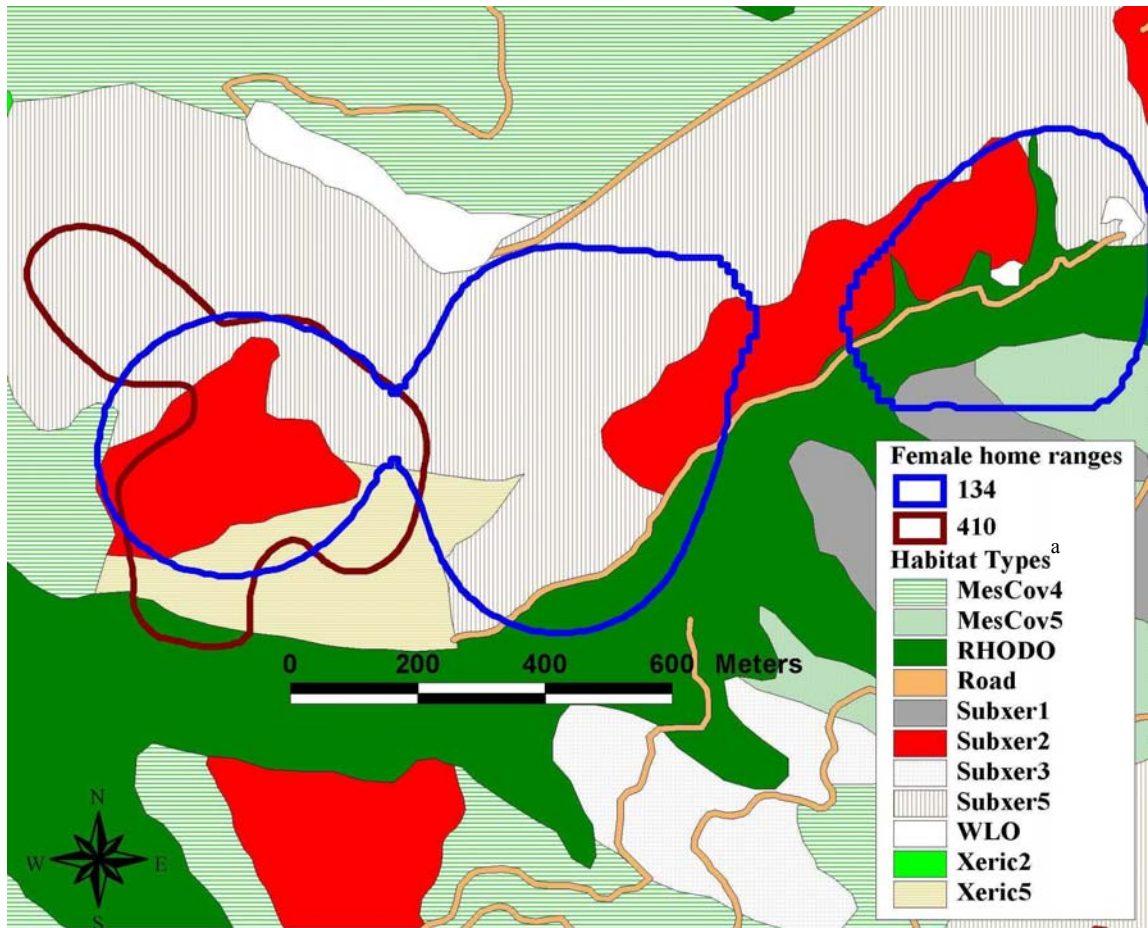 Female home ranges
134
410
Habitat Types a
MesCov4
MesCov5
RHODO
Road
Subxer1
Subxer2
Subxer3
Subxer5
WLO
Xeric2
Xeric5
0 200 400 600 Meters
N
W E
S